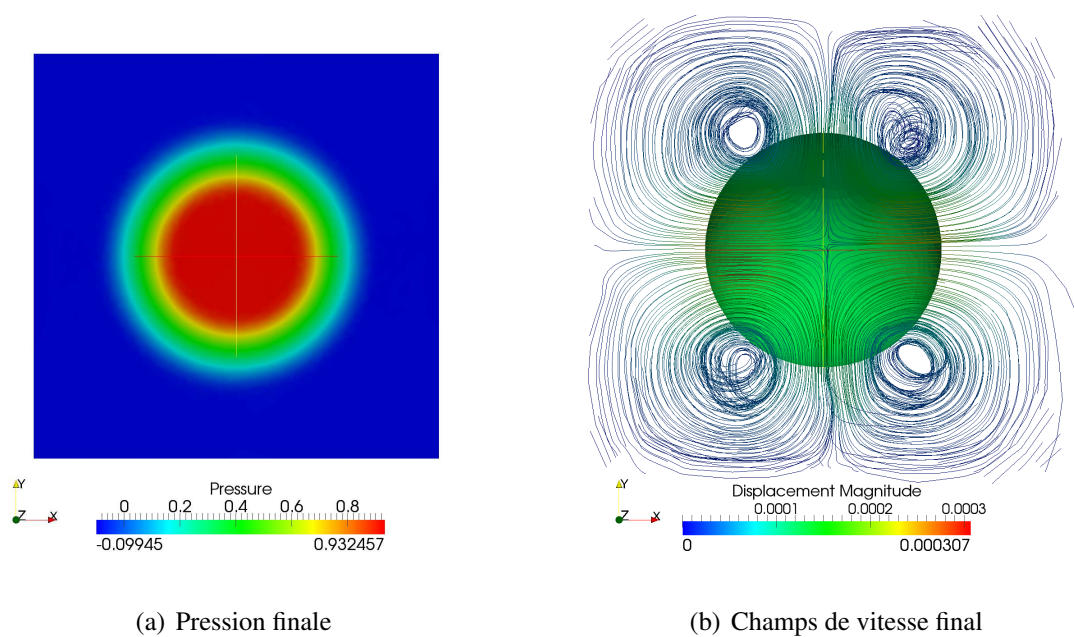 Y
Z X
Pressure
0 0.2 0.4 0.6 0.8
-0.09945 0.932457
Y
Z X
Displacement Magnitude
0.0001 0.0002 0.0003
0 0.000307
(a) Pression finale
(b) Champs de vitesse final